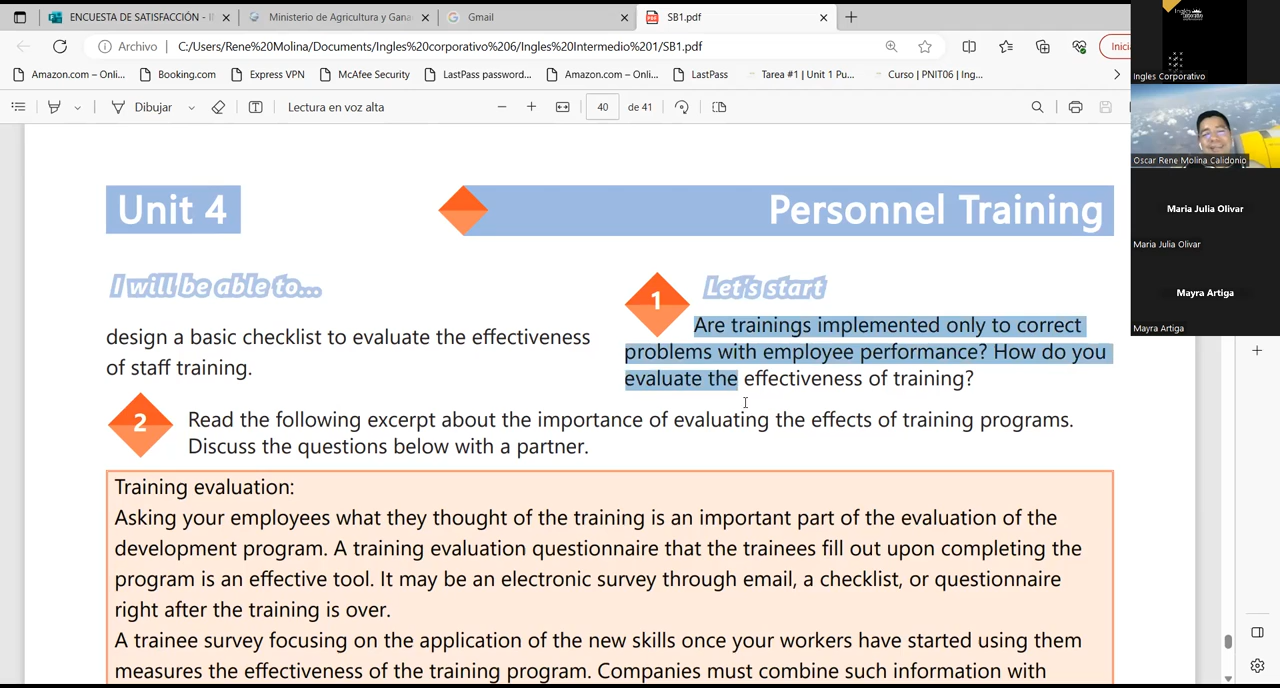 ENCUESTA DE SATISFACCIÓN - I
Ministerio de Agricultura y Gana
Gmail
SB1.pdf
Archivo
C:/Users/Rene%20Molina/Documents/Ingles%20corporativo%206/Ingles%20Intermedio%201/SB1.pdf
Inicia
Amazon.com – Onli...
Booking.com
Express VPN
McAfee Security
LastPass password...
Amazon.com – Onli...
LastPass
Tarea #1 | Unit 1 Pu...
Curso | PNIT06 | Ing...
Dibujar
Lectura en voz alta
40
de 41
Unit 4
Personnel Training
I will be able to...
design a basic checklist to evaluate the effectiveness
of staff training.
1
Let's start
Are trainings implemented only to correct
problems with employee performance? How do you
evaluate the effectiveness of training?
2
Read the following excerpt about the importance of evaluating the effects of training programs.
Discuss the questions below with a partner.
Training evaluation:
Asking your employees what they thought of the training is an important part of the evaluation of the
development program. A training evaluation questionnaire that the trainees fill out upon completing the
program is an effective tool. It may be an electronic survey through email, a checklist, or questionnaire
right after the training is over.
A trainee survey focusing on the application of the new skills once your workers have started using them
measures the effectiveness of the training program. Companies must combine such information with
Ingles Corporativo
Oscar Rene Molina Calidonio
Maria Julia Olivar
Maria Julia Olivar
Mayra Artiga
Mayra Artiga